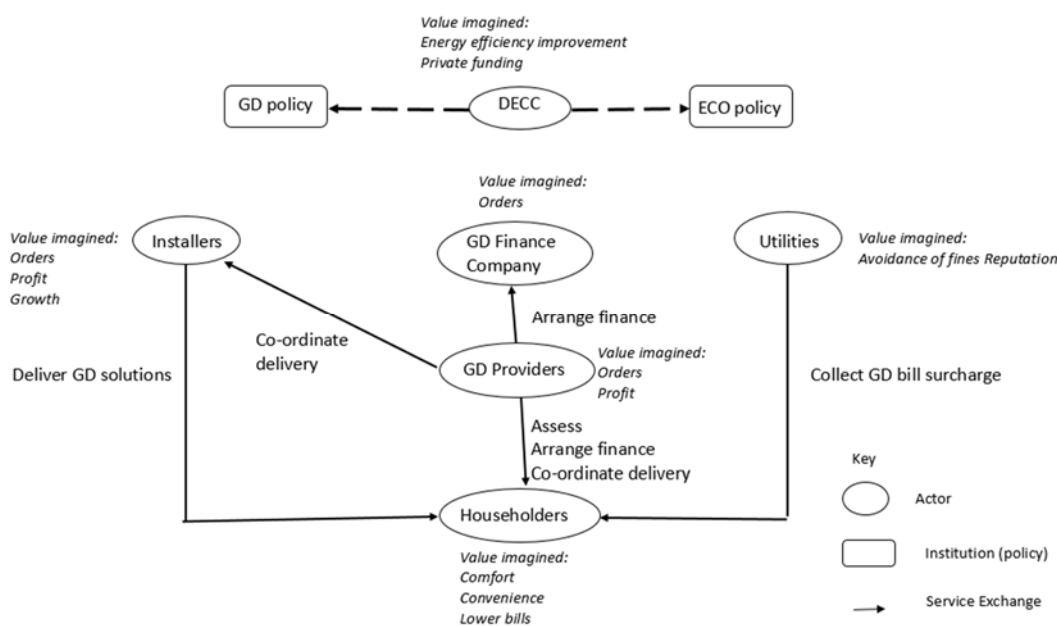 Value imagined:
Energy efficiency improvement
Private funding
GD policy
DECC
ECO policy
Value imagined:
Orders
Value imagined:
Orders
Profit
Growth
Installers
GD Finance
Company
Utilities
Value imagined:
Avoidance of fines Reputation
Arrange finance
Co-ordinate
delivery
Deliver GD solutions
GD Providers
Value imagined:
Orders
Profit
Collect GD bill surcharge
Assess
Arrange finance
Co-ordinate delivery
Householders
Value imagined:
Comfort
Convenience
Lower bills
Key
Actor
Institution (policy)
Service Exchange